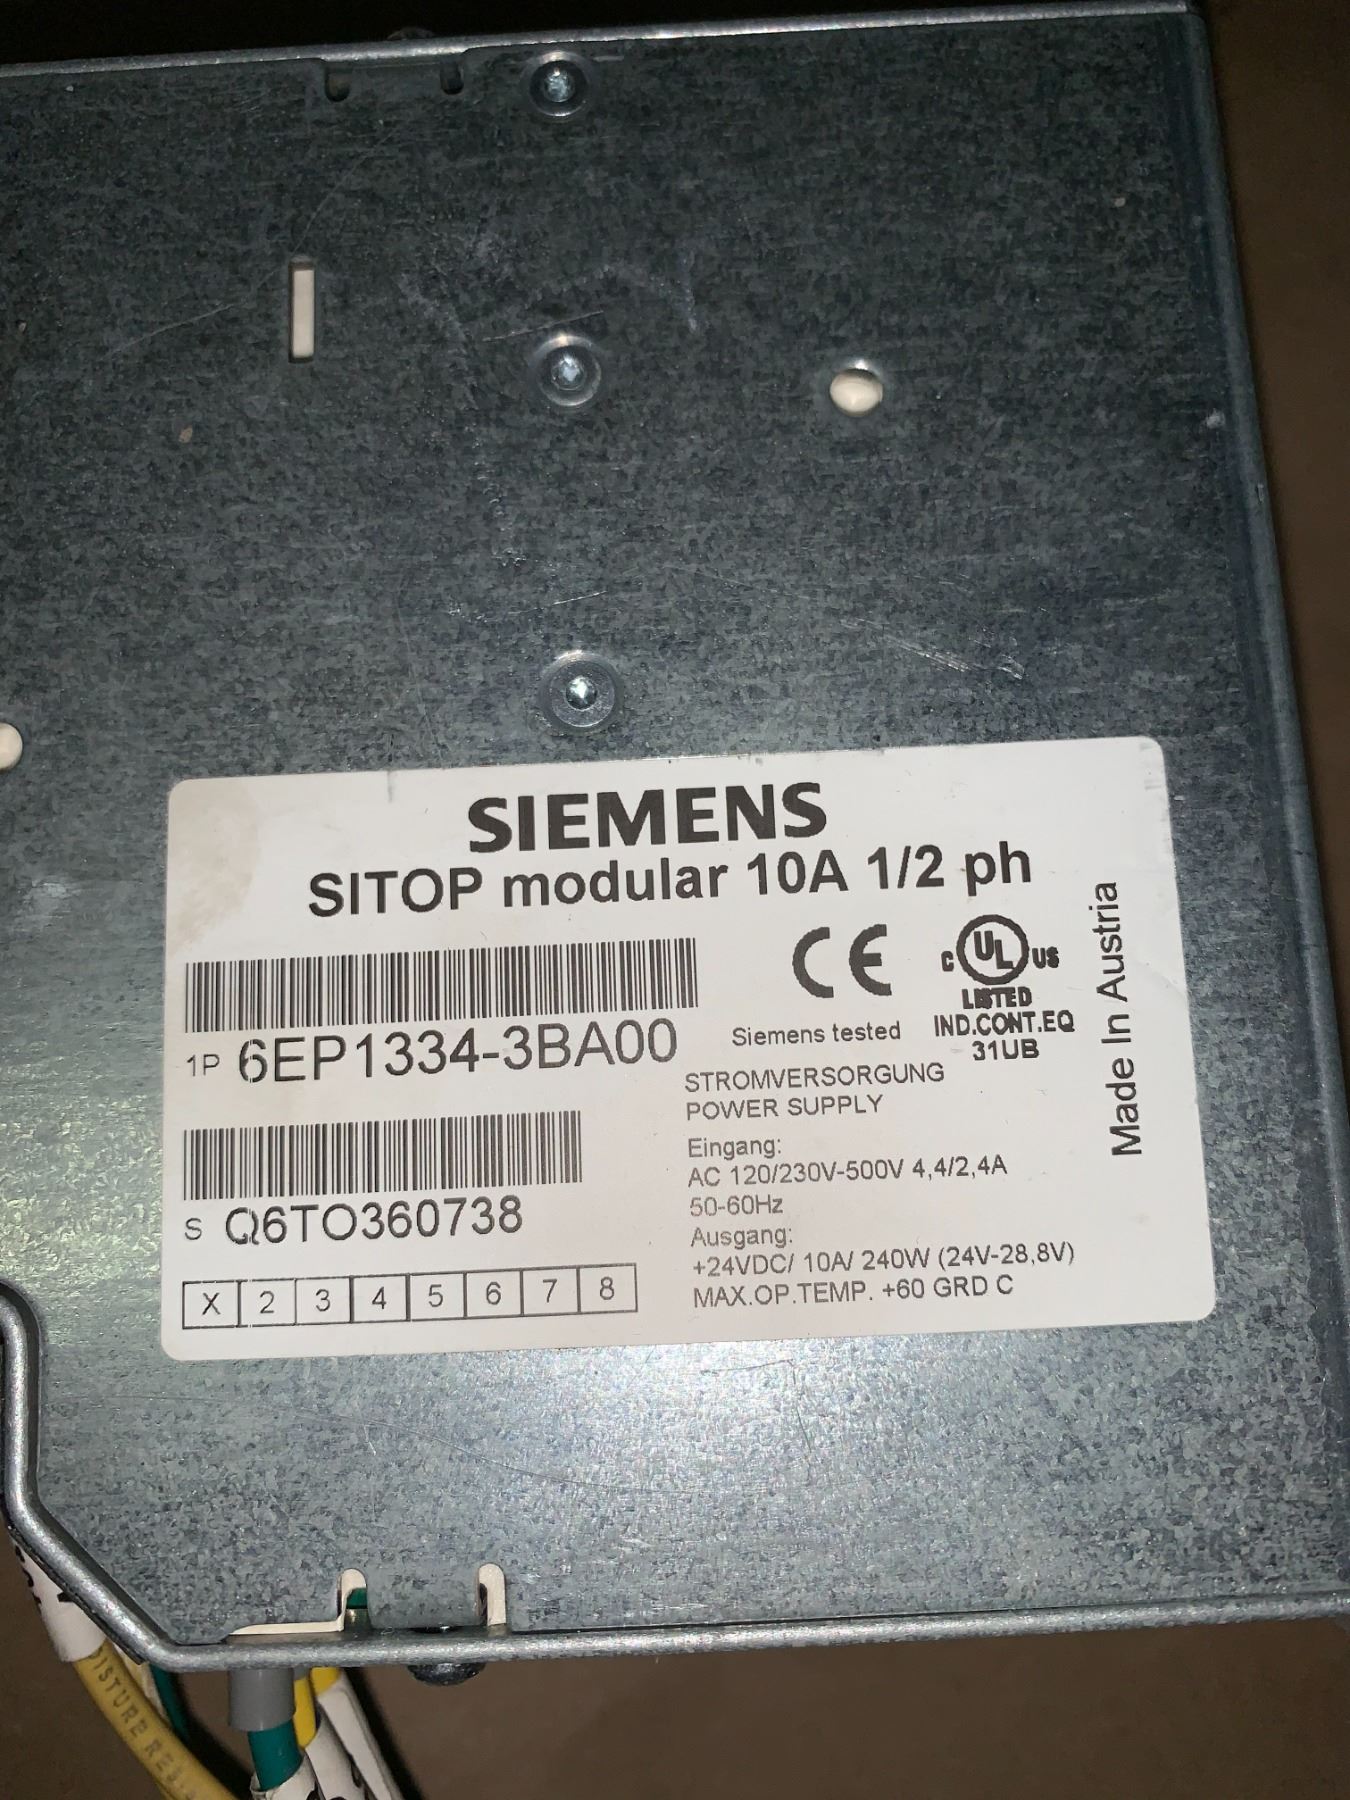 SIEMENS
SITOP modular 10A 1/2 ph
CE
C UL US
LISTED
IND.CONT.EQ
31UB
Siemens tested
Made In Austria
1P 6EP1334-3BA00
S Q6TO360738
X 2 3 4 5 6 7 8
STROMVERSORGUNG
POWER SUPPLY
Eingang:
AC 120/230V-500V 4,4/2,4A
50-60Hz
Ausgang:
+24VDC/ 10A/ 240W (24V-28,8V)
MAX.OP.TEMP. +60 GRD C